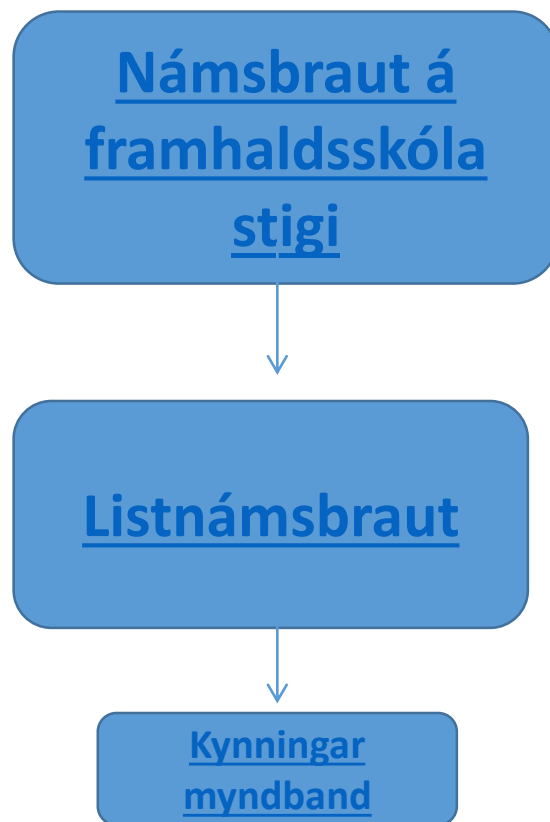 Námsbraut á
framhaldsskóla
stigi
Listnámsbraut
Kynningar
myndband